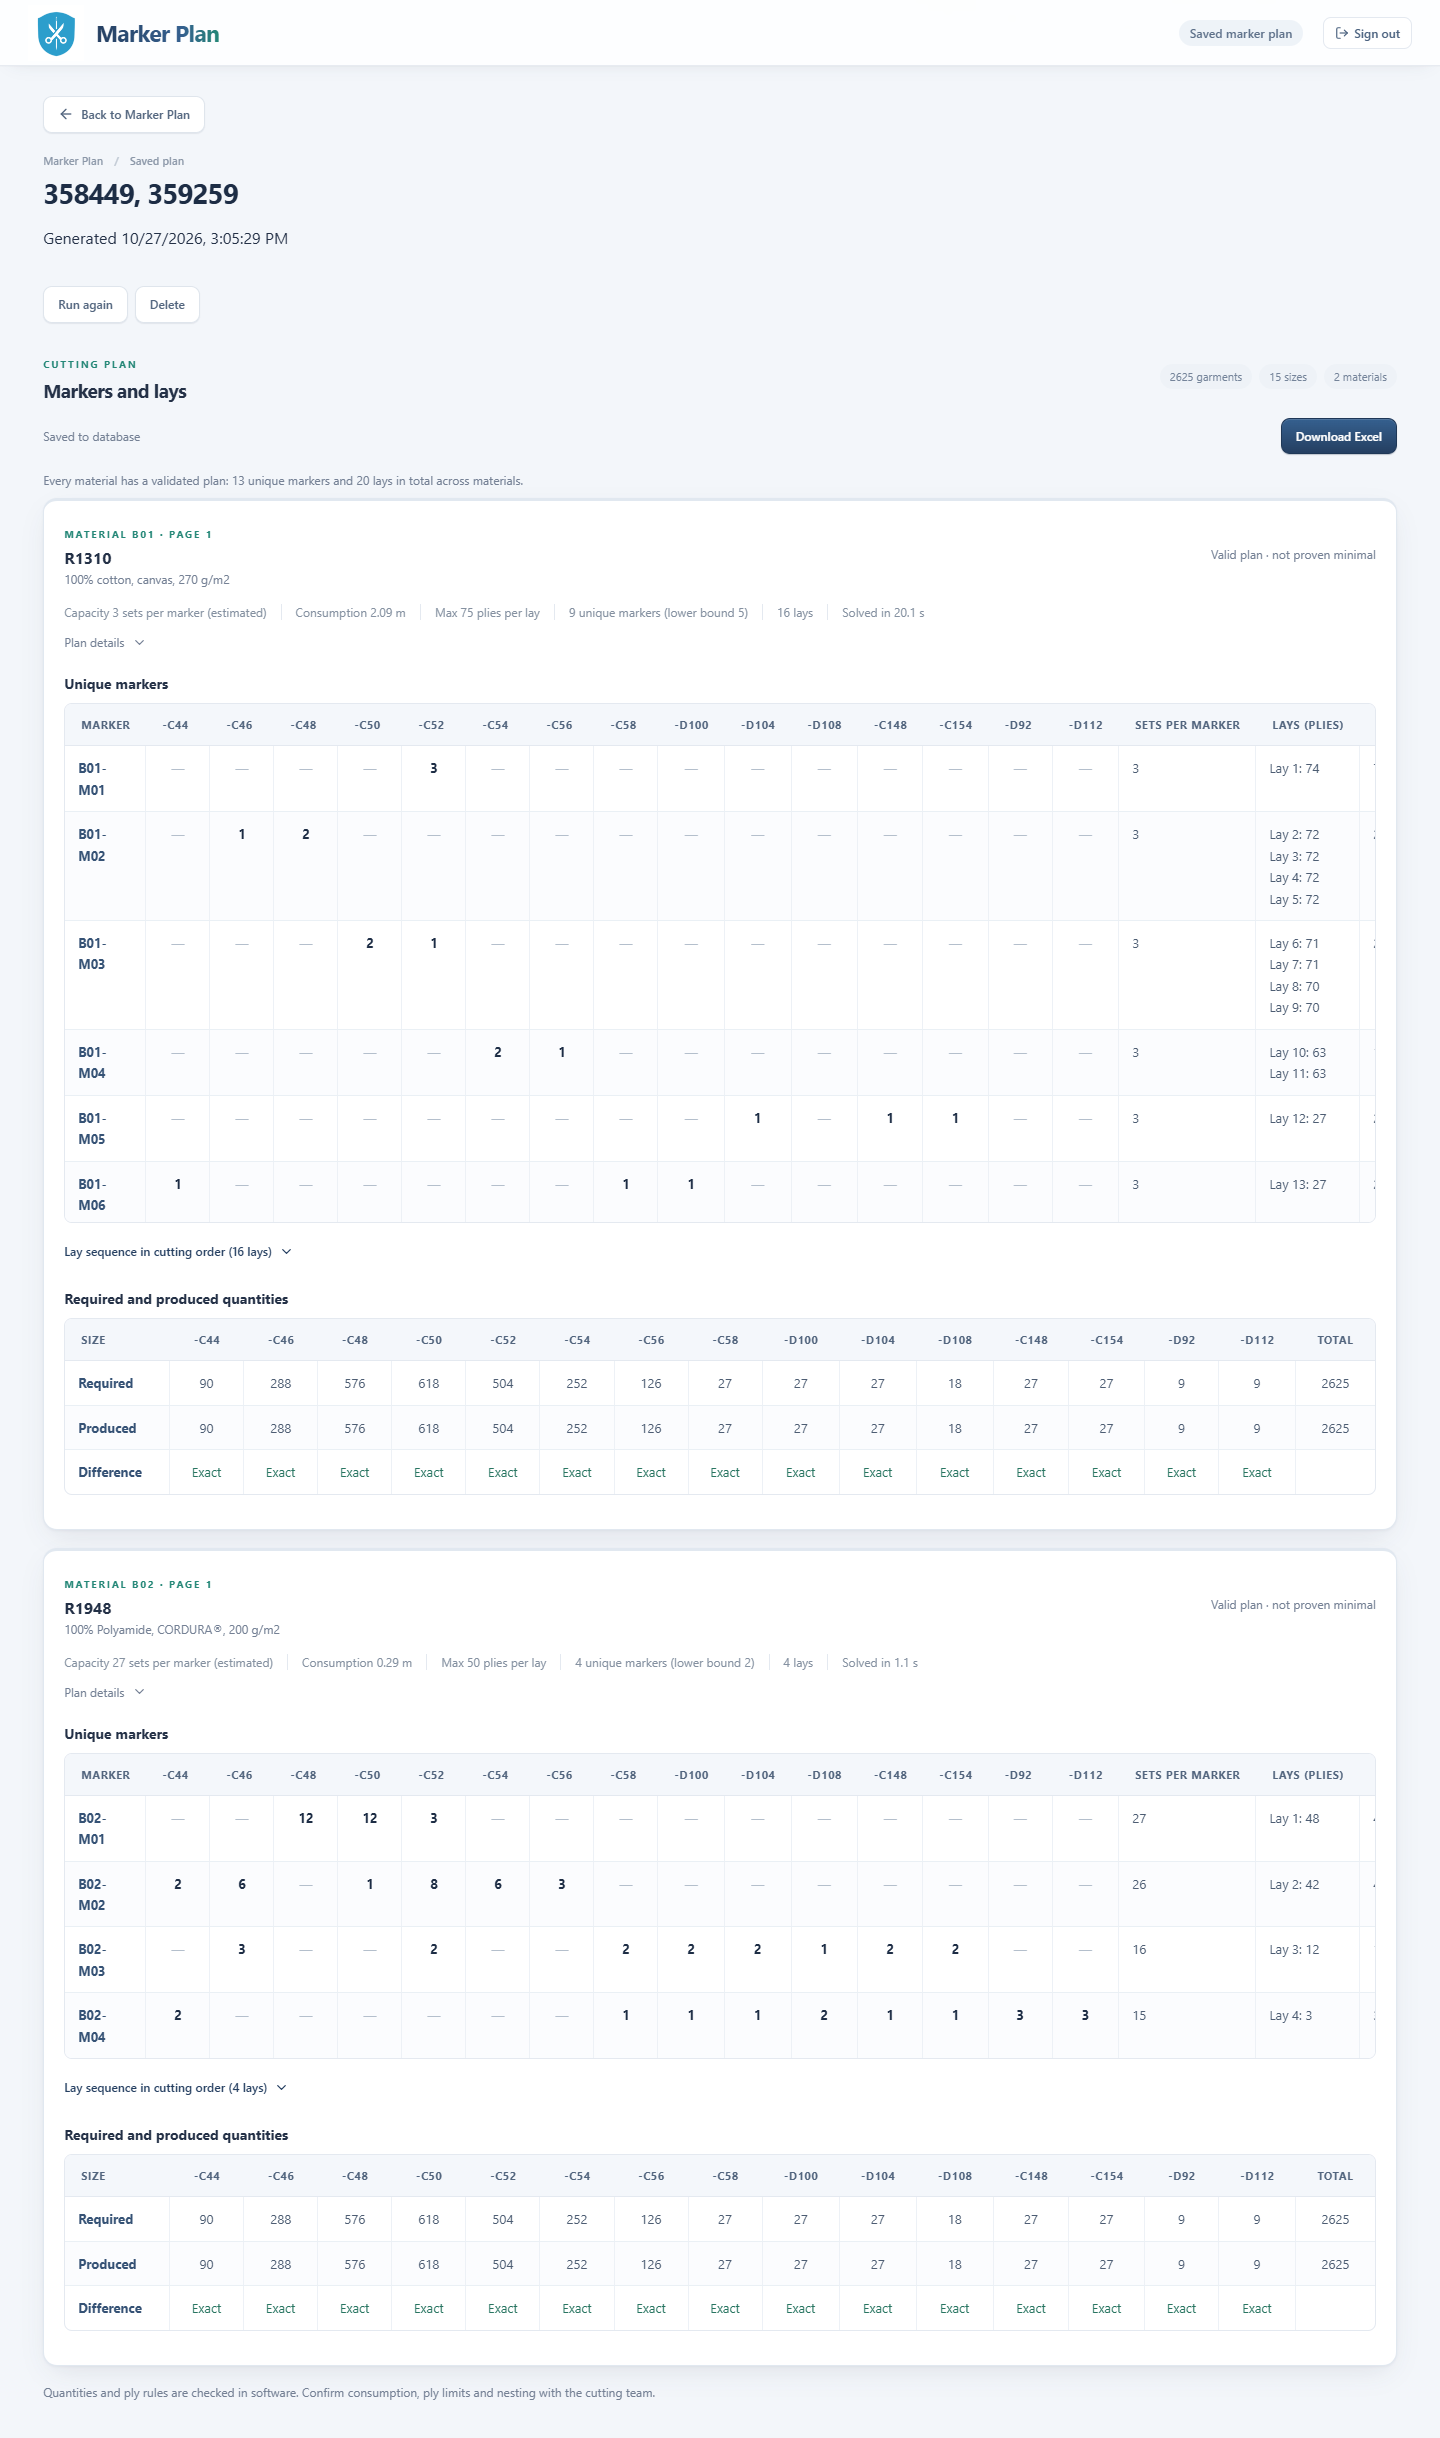 Marker Plan
Saved marker plan
Sign out
Back to Marker Plan
Marker Plan / Saved plan
358449, 359259
Generated 10/27/2026, 3:05:29 PM
Run again Delete
CUTTING PLAN
Markers and lays
2625 garments 15 sizes 2 materials
Saved to database
Download Excel
Every material has a validated plan: 13 unique markers and 20 lays in total across materials.
MATERIAL B01 · PAGE 1
R1310
Valid plan · not proven minimal
100% cotton, canvas, 270 g/m2
Capacity 3 sets per marker (estimated) Consumption 2.09 m Max 75 plies per lay 9 unique markers (lower bound 5) 16 lays Solved in 20.1 s
Plan details
Unique markers
MARKER -C44 -C46 -C48 -C50 -C52 -C54 -C56 -C58 -D100 -D104 -D108 -C148 -C154 -D92 -D112 SETS PER MARKER LAYS (PLIES)
B01-M01 — — — — 3 — — — — — — — — — — 3 Lay 1: 74
B01-M02 — 1 2 — — — — — — — — — — — — 3 Lay 2: 72
Lay 3: 72
Lay 4: 72
Lay 5: 72
B01-M03 — — — 2 1 — — — — — — — — — — 3 Lay 6: 71
Lay 7: 71
Lay 8: 70
Lay 9: 70
B01-M04 — — — — — 2 1 — — — — — — — — 3 Lay 10: 63
Lay 11: 63
B01-M05 — — — — — — — — — 1 — 1 1 — — 3 Lay 12: 27
B01-M06 1 — — — — — — 1 1 — — — — — — 3 Lay 13: 27
Lay sequence in cutting order (16 lays)
Required and produced quantities
SIZE -C44 -C46 -C48 -C50 -C52 -C54 -C56 -C58 -D100 -D104 -D108 -C148 -C154 -D92 -D112 TOTAL
Required 90 288 576 618 504 252 126 27 27 27 18 27 27 9 9 2625
Produced 90 288 576 618 504 252 126 27 27 27 18 27 27 9 9 2625
Difference Exact Exact Exact Exact Exact Exact Exact Exact Exact Exact Exact Exact Exact Exact Exact
MATERIAL B02 · PAGE 1
R1948
Valid plan · not proven minimal
100% Polyamide, CORDURA®, 200 g/m2
Capacity 27 sets per marker (estimated) Consumption 0.29 m Max 50 plies per lay 4 unique markers (lower bound 2) 4 lays Solved in 1.1 s
Plan details
Unique markers
MARKER -C44 -C46 -C48 -C50 -C52 -C54 -C56 -C58 -D100 -D104 -D108 -C148 -C154 -D92 -D112 SETS PER MARKER LAYS (PLIES)
B02-M01 — — 12 12 3 — — — — — — — — — — 27 Lay 1: 48
B02-M02 2 6 — 1 8 6 3 — — — — — — — — 26 Lay 2: 42
B02-M03 — 3 — — 2 — — 2 2 2 1 2 2 — — 16 Lay 3: 12
B02-M04 2 — — — — — — 1 1 1 2 1 1 3 3 15 Lay 4: 3
Lay sequence in cutting order (4 lays)
Required and produced quantities
SIZE -C44 -C46 -C48 -C50 -C52 -C54 -C56 -C58 -D100 -D104 -D108 -C148 -C154 -D92 -D112 TOTAL
Required 90 288 576 618 504 252 126 27 27 27 18 27 27 9 9 2625
Produced 90 288 576 618 504 252 126 27 27 27 18 27 27 9 9 2625
Difference Exact Exact Exact Exact Exact Exact Exact Exact Exact Exact Exact Exact Exact Exact Exact
Quantities and ply rules are checked in software. Confirm consumption, ply limits and nesting with the cutting team.